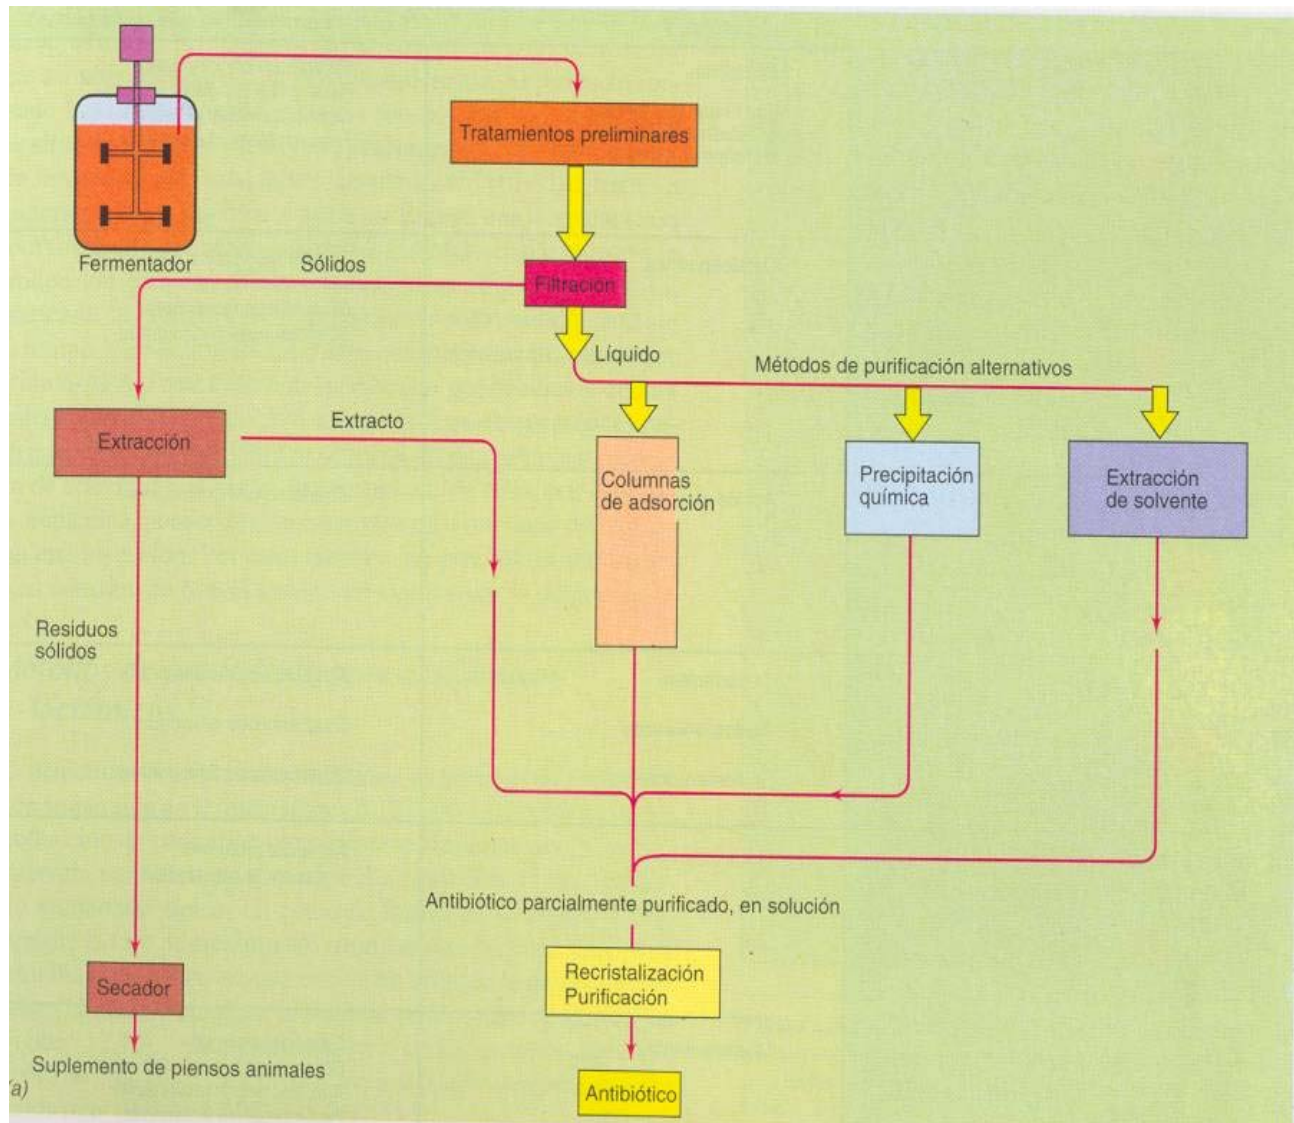 Tratamientos preliminares
Fermentador
Sólidos
Filtración
Líquido
Métodos de purificación alternativos
Extracción
Extracto
Columnas
de adsorción
Precipitación
química
Extracción
de solvente
Residuos
sólidos
Antibiótico parcialmente purificado, en solución
Secador
Recristalización
Purificación
Suplemento de piensos animales
Antibiótico
(a)